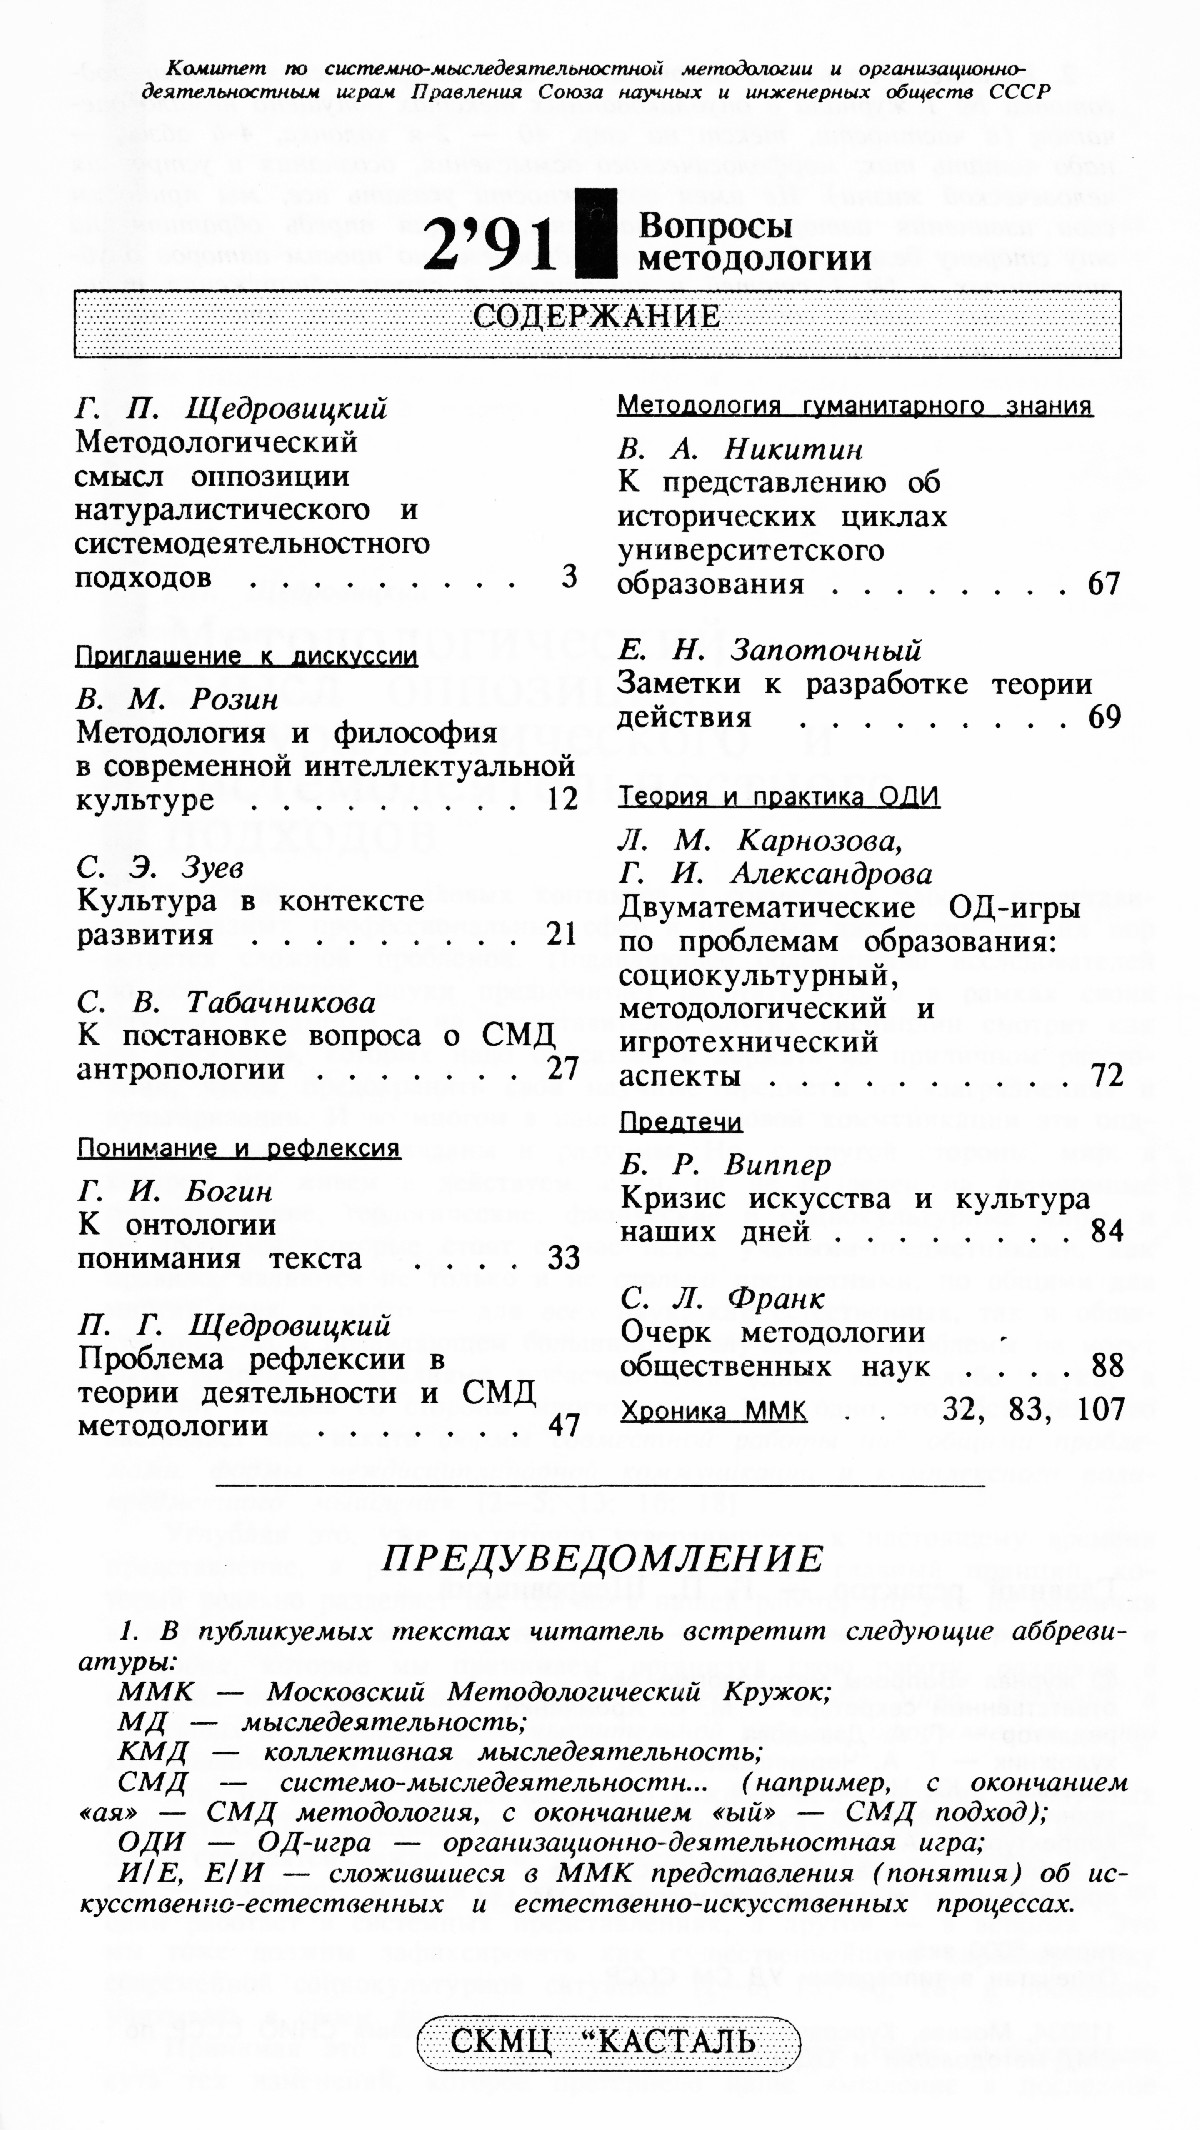 Комитет по системно-мыследеятельностной методологии и организационно-
деятельностным играм Правления Союза научных и инженерных обществ СССР
2’91
Вопросы
методологии
СОДЕРЖАНИЕ
Г. П. Щедровицкий
Методологический
смысл оппозиции
натуралистического и
системодеятельностного
подходов . . . . . . . . . 3
Приглашение к дискуссии
В. М. Розин
Методология и философия
в современной интеллектуальной
культуре . . . . . . . . . 12
С. Э. Зуев
Культура в контексте
развития . . . . . . . . . 21
С. В. Табачникова
К постановке вопроса о СМД
антропологии . . . . . . . 27
Понимание и рефлексия
Г. И. Богин
К онтологии
понимания текста . . . . 33
П. Г. Щедровицкий
Проблема рефлексии в
теории деятельности и СМД
методологии . . . . . . . 47
Методология гуманитарного знания
В. А. Никитин
К представлению об
исторических циклах
университетского
образования . . . . . . . . 67
Е. Н. Запоточный
Заметки к разработке теории
действия . . . . . . . . . 69
Теория и практика ОДИ
Л. М. Карнозова,
Г. И. Александрова
Двуматематические ОД-игры
по проблемам образования:
социокультурный,
методологический и
игротехнический
аспекты . . . . . . . . . . 72
Предтечи
Б. Р. Виппер
Кризис искусства и культура
наших дней . . . . . . . . 84
С. Л. Франк
Очерк методологии
общественных наук . . . . 88
Хроника ММК . . 32, 83, 107
ПРЕДУВЕДОМЛЕНИЕ
1. В публикуемых текстах читатель встретит следующие аббреви-
атуры:
ММК — Московский Методологический Кружок;
МД — мыследеятельность;
КМД — коллективная мыследеятельность;
СМД — системо-мыследеятельностн... (например, с окончанием
«ая» — СМД методология, с окончанием «ый» — СМД подход);
ОДИ — ОД-игра — организационно-деятельностная игра;
И/Е, Е/И — сложившиеся в ММК представления (понятия) об ис-
кусственно-естественных и естественно-искусственных процессах.
СКМЦ “КАСТАЛЬ